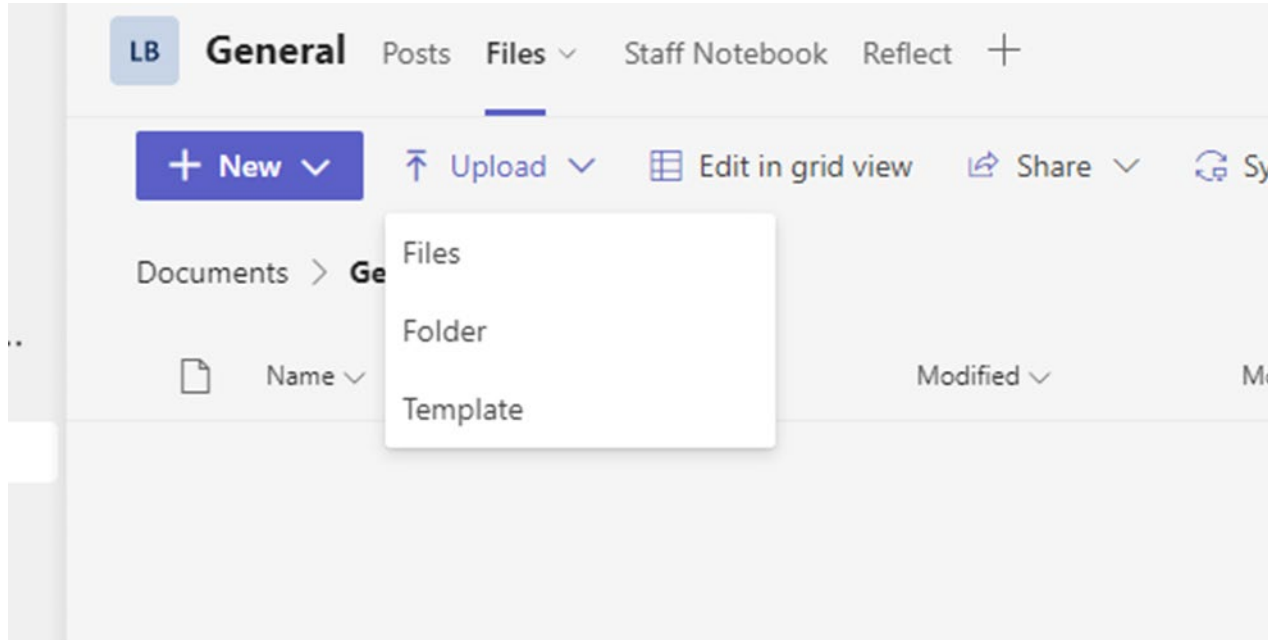 LB General Posts Files Staff Notebook Reflect
New Upload Edit in grid view Share
Files
Documents > Ge
Folder
Name Modified
Template